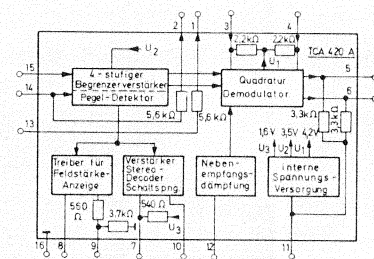 2 1 3 4
2,2kΩ 2,2kΩ
TCA 420 A
U2 U1
15 4-stufiger Begrenzerverstärker
Pegel-Detektor
14
Quadratur
Demodulator
5
6
5,6kΩ 5,6kΩ
3,3kΩ 3,3kΩ
13
1,6V 3,5V 4,2V
U3 U2 U1
Treiber für
Feldstärke-
Anzeige
Verstärker
Stereo-
Decoder
Schaltspng.
Neben-
empfangs-
dämpfung
interne
Spannungs-
Versorgung
560
Ω
3.7kΩ
540Ω
U3
16 8 9 7 10 12 11